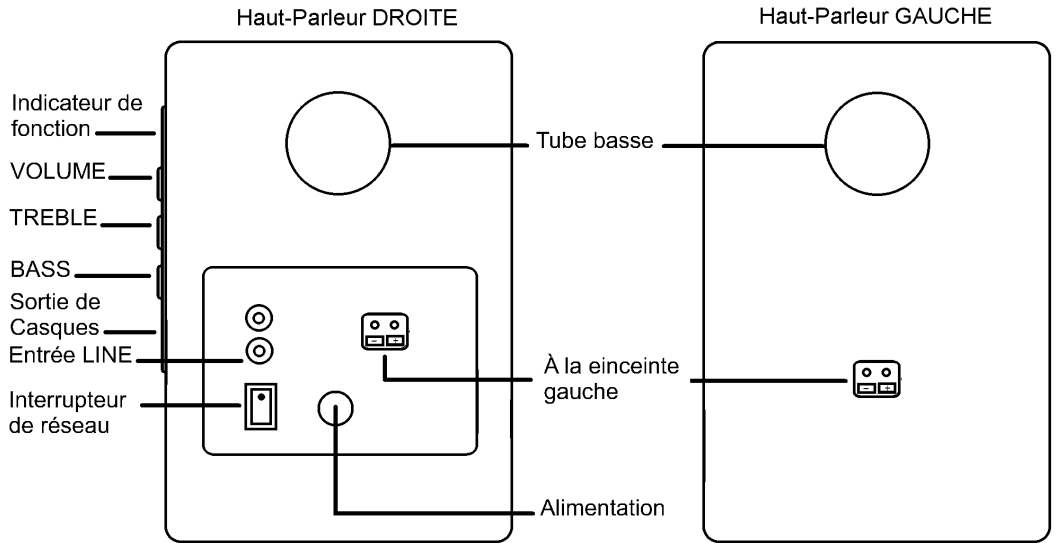 Haut-Parleur DROITE
Haut-Parleur GAUCHE
Indicateur de
fonction
VOLUME
TREBLE
BASS
Sortie de
Casques
Entrée LINE
Interrupteur
de réseau
Tube basse
À la einceinte
gauche
Alimentation
− +
− +